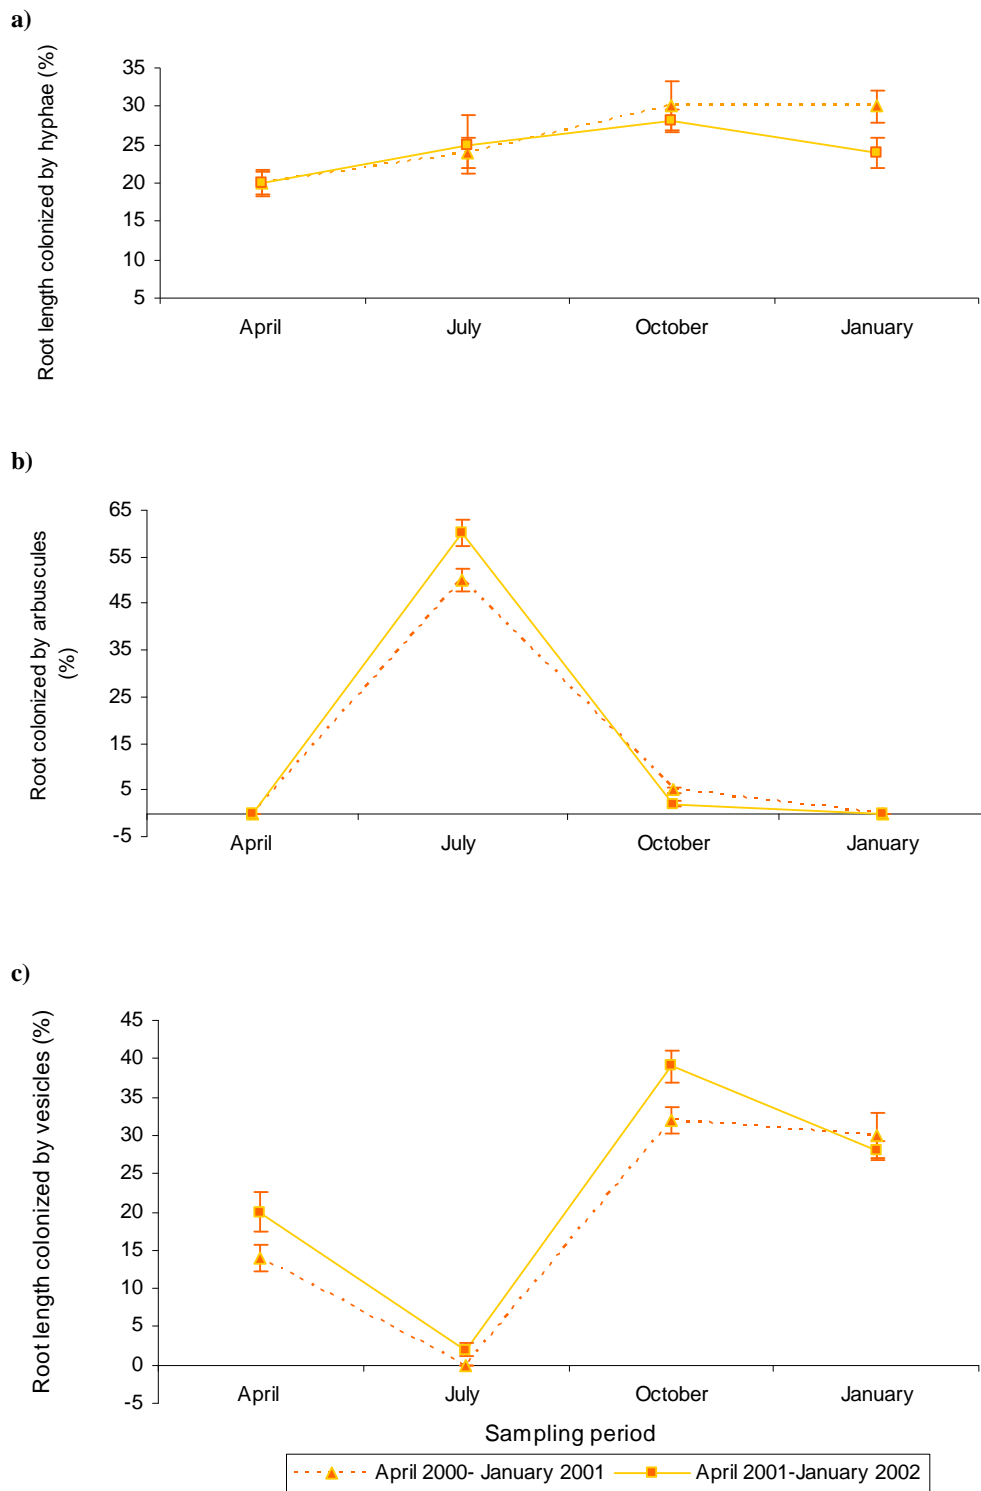 a)
Root length colonized by hyphae (%)
35
30
25
20
15
10
5
April July October January
b)
Root colonized by arbuscules
(%)
65
55
45
35
25
15
5
-5
April July October January
c)
Root length colonized by vesicles (%)
45
40
35
30
25
20
15
10
5
0
-5
April July October January
Sampling period
April 2000- January 2001 April 2001-January 2002